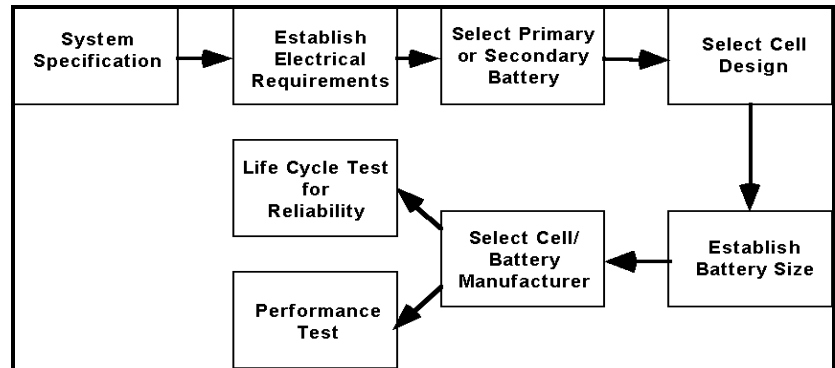 System
Specification
Establish
Electrical
Requirements
Select Primary
or Secondary
Battery
Select Cell
Design
Life Cycle Test
for
Reliability
Select Cell/
Battery
Manufacturer
Establish
Battery Size
Performance
Test